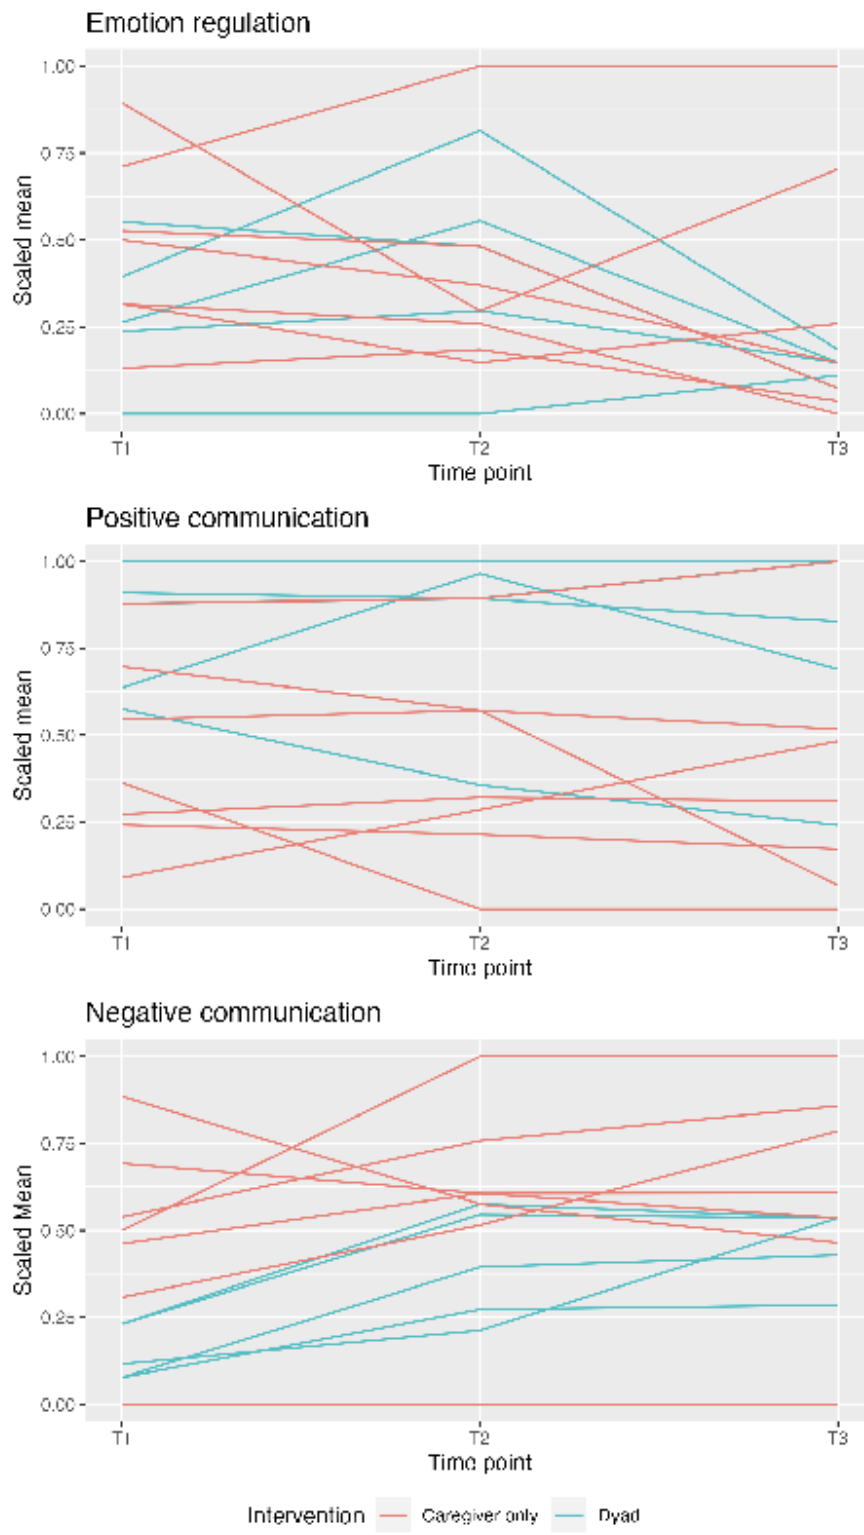 Emotion regulation
1.00
0.75
0.50
0.25
0.00
Scaled mean
T1 T2 T3
Time point
Positive communication
1.00
0.75
0.50
0.25
0.00
Scaled mean
T1 T2 T3
Time point
Negative communication
1.00
0.75
0.50
0.25
0.00
Scaled Mean
T1 T2 T3
Time point
Intervention Caregiver only Dyad